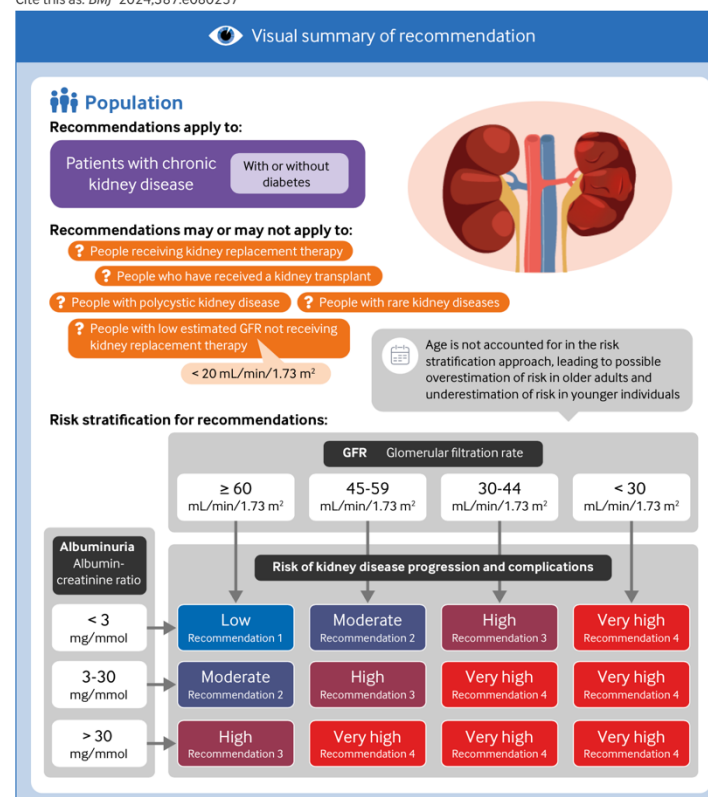 Cite this as: BMJ 2024;387:e080257
Visual summary of recommendation
Population
Recommendations apply to:
Patients with chronic
kidney disease
With or without
diabetes
Recommendations may or may not apply to:
? People receiving kidney replacement therapy
? People who have received a kidney transplant
? People with polycystic kidney disease
? People with rare kidney diseases
? People with low estimated GFR not receiving
kidney replacement therapy
< 20 mL/min/1.73 m²
Age is not accounted for in the risk
stratification approach, leading to possible
overestimation of risk in older adults and
underestimation of risk in younger individuals
Risk stratification for recommendations:
GFR Glomerular filtration rate
≥ 60
mL/min/1.73 m²
45-59
mL/min/1.73 m²
30-44
mL/min/1.73 m²
< 30
mL/min/1.73 m²
Albuminuria
Albumin-
creatinine ratio
Risk of kidney disease progression and complications
< 3
mg/mmol
Low
Recommendation 1
Moderate
Recommendation 2
High
Recommendation 3
Very high
Recommendation 4
3-30
mg/mmol
Moderate
Recommendation 2
High
Recommendation 3
Very high
Recommendation 4
Very high
Recommendation 4
> 30
mg/mmol
High
Recommendation 3
Very high
Recommendation 4
Very high
Recommendation 4
Very high
Recommendation 4